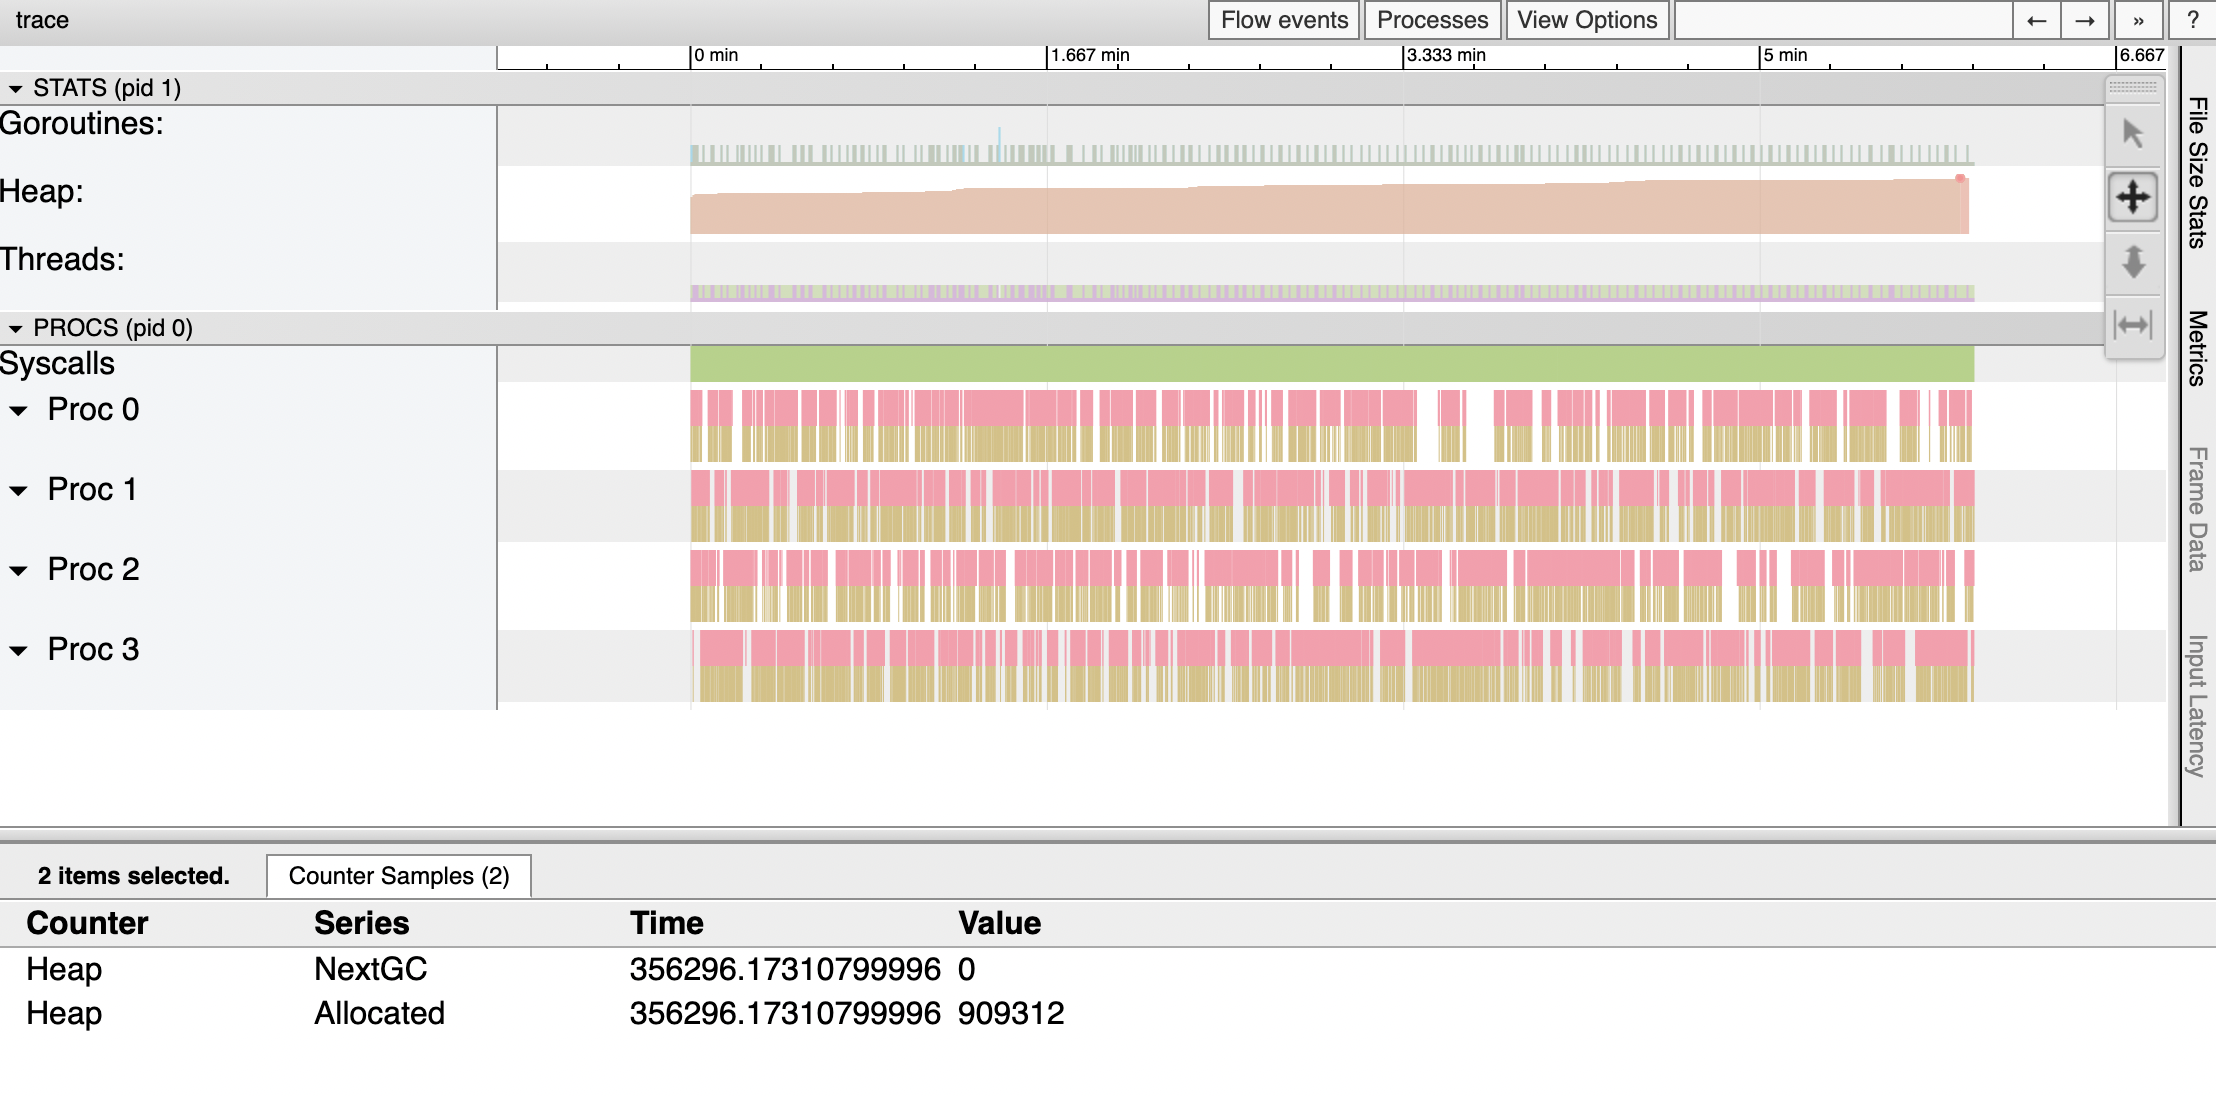 trace
Flow events
Processes
View Options
←
→
»
?
0 min
1.667 min
3.333 min
5 min
6.667
STATS (pid 1)
Goroutines:
Heap:
Threads:
PROCS (pid 0)
Syscalls
Proc 0
Proc 1
Proc 2
Proc 3
File Size Stats
Metrics
Frame Data
Input Latency
2 items selected.
Counter Samples (2)
Counter Series Time Value
Heap NextGC 356296.17310799996 0
Heap Allocated 356296.17310799996 909312